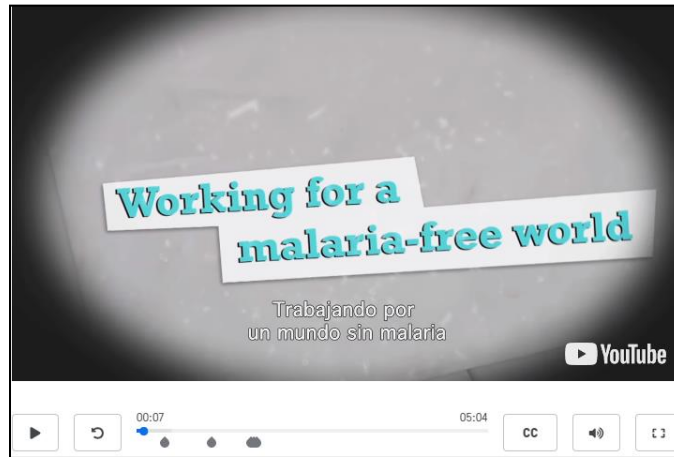 Working for a
malaria-free world
Trabajando por
un mundo sin malaria
YouTube
00:07
05:04
CC